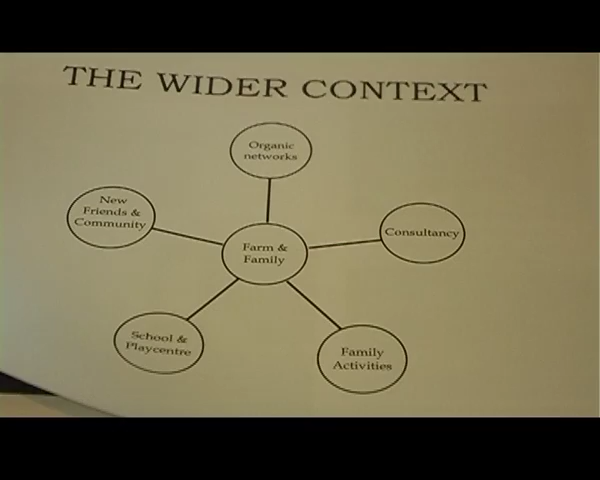 THE WIDER CONTEXT
Organic
networks
New
Friends &
Community
Consultancy
Farm &
Family
School &
Playcentre
Family
Activities